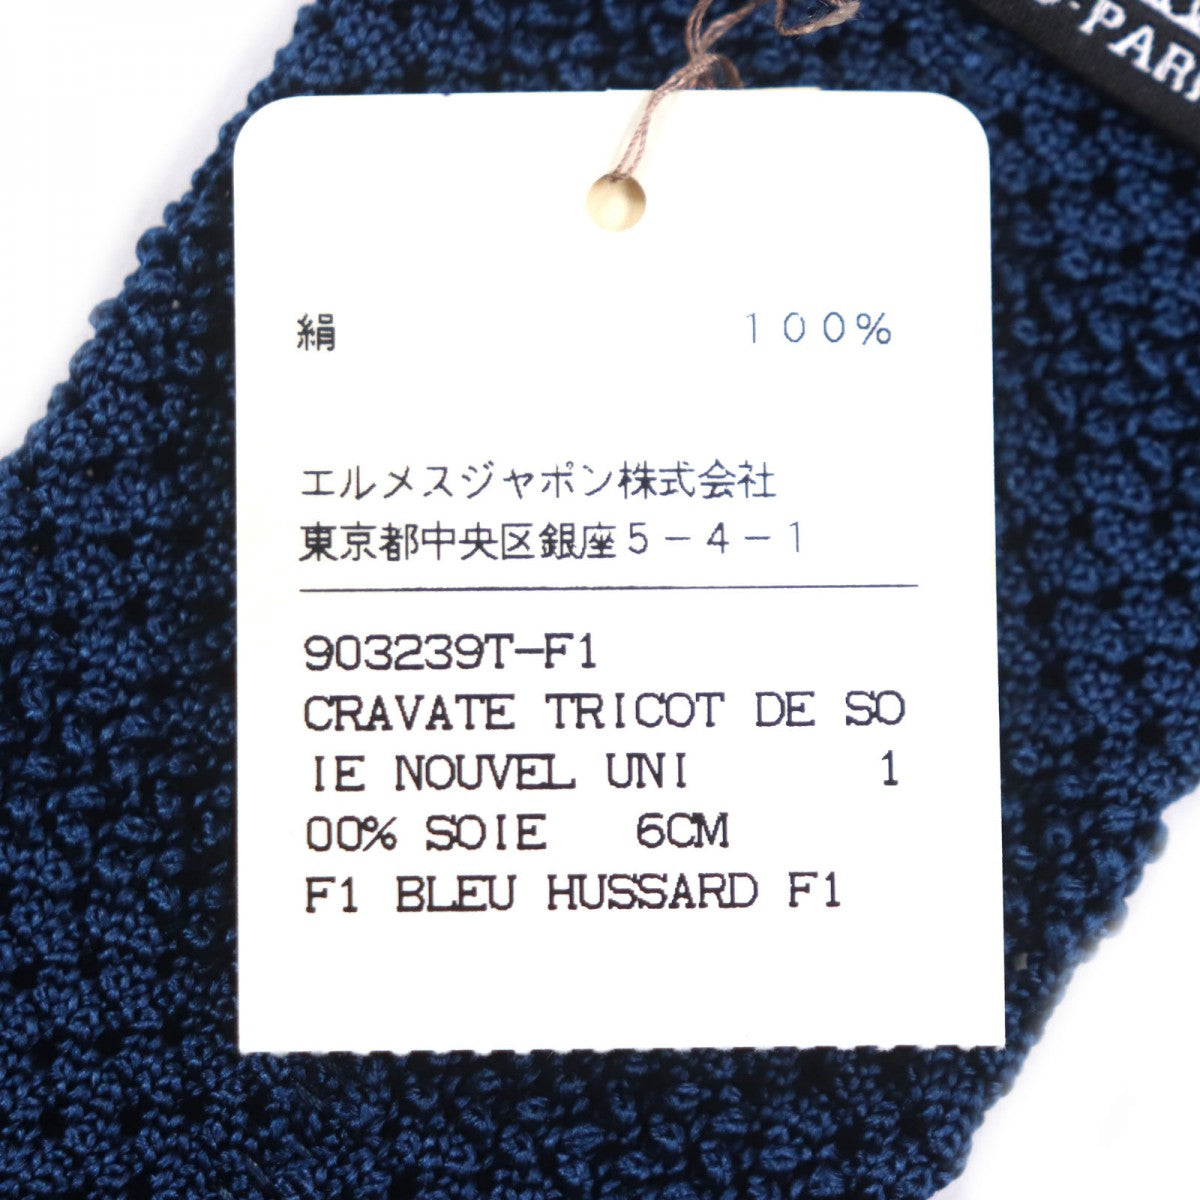 -PARI
絹 100%
エルメスジャポン株式会社
東京都中央区銀座5-4-1
903239T-F1
CRAVATE TRICOT DE SO
IE NOUVEL UNI 1
00% SOIE 6CM
F1 BLEU HUSSARD F1